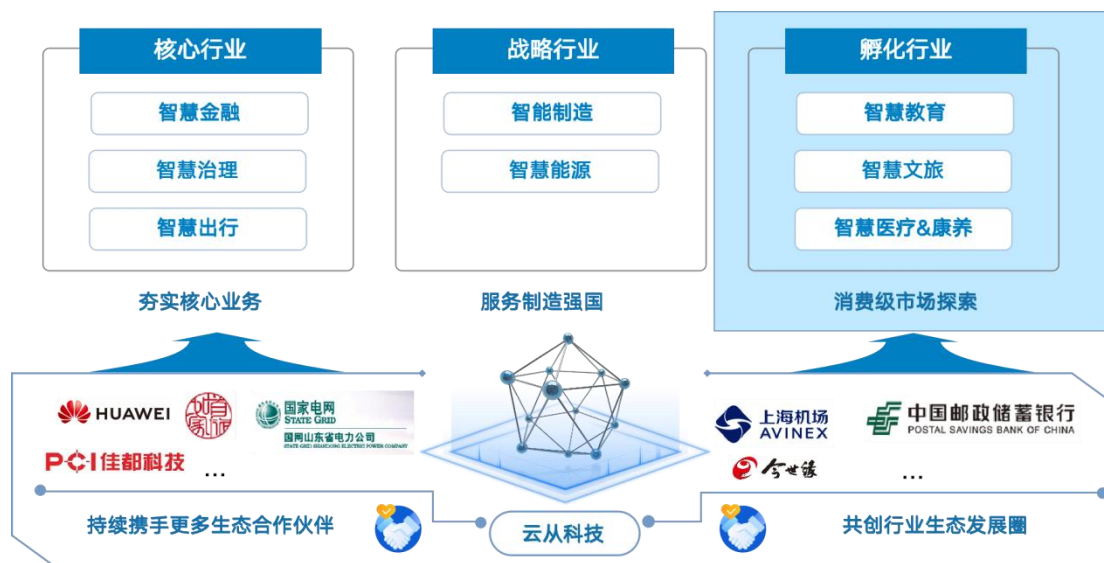 核心行业
智慧金融
智慧治理
智慧出行
夯实核心业务
战略行业
智能制造
智慧能源
服务制造强国
孵化行业
智慧教育
智慧文旅
智慧医疗&康养
消费级市场探索
HUAWEI
国家电网
STATE GRID
国网山东省电力公司
STATE GRID SHANDONG ELECTRIC POWER COMPANY
PCI佳都科技
...
上海机场
AVINEX
中国邮政储蓄银行
POSTAL SAVINGS BANK OF CHINA
今世缘
...
持续携手更多生态合作伙伴
云从科技
共创行业生态发展圈